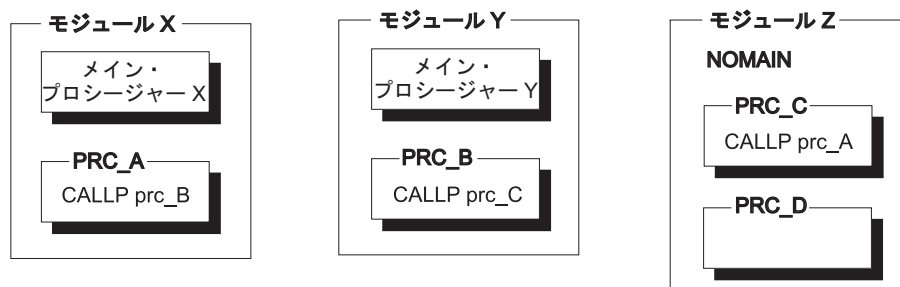 モジュール X
メイン・
プロシージャー X
PRC_A
CALLP prc_B
モジュール Y
メイン・
プロシージャー Y
PRC_B
CALLP prc_C
モジュール Z
NOMAIN
PRC_C
CALLP prc_A
PRC_D